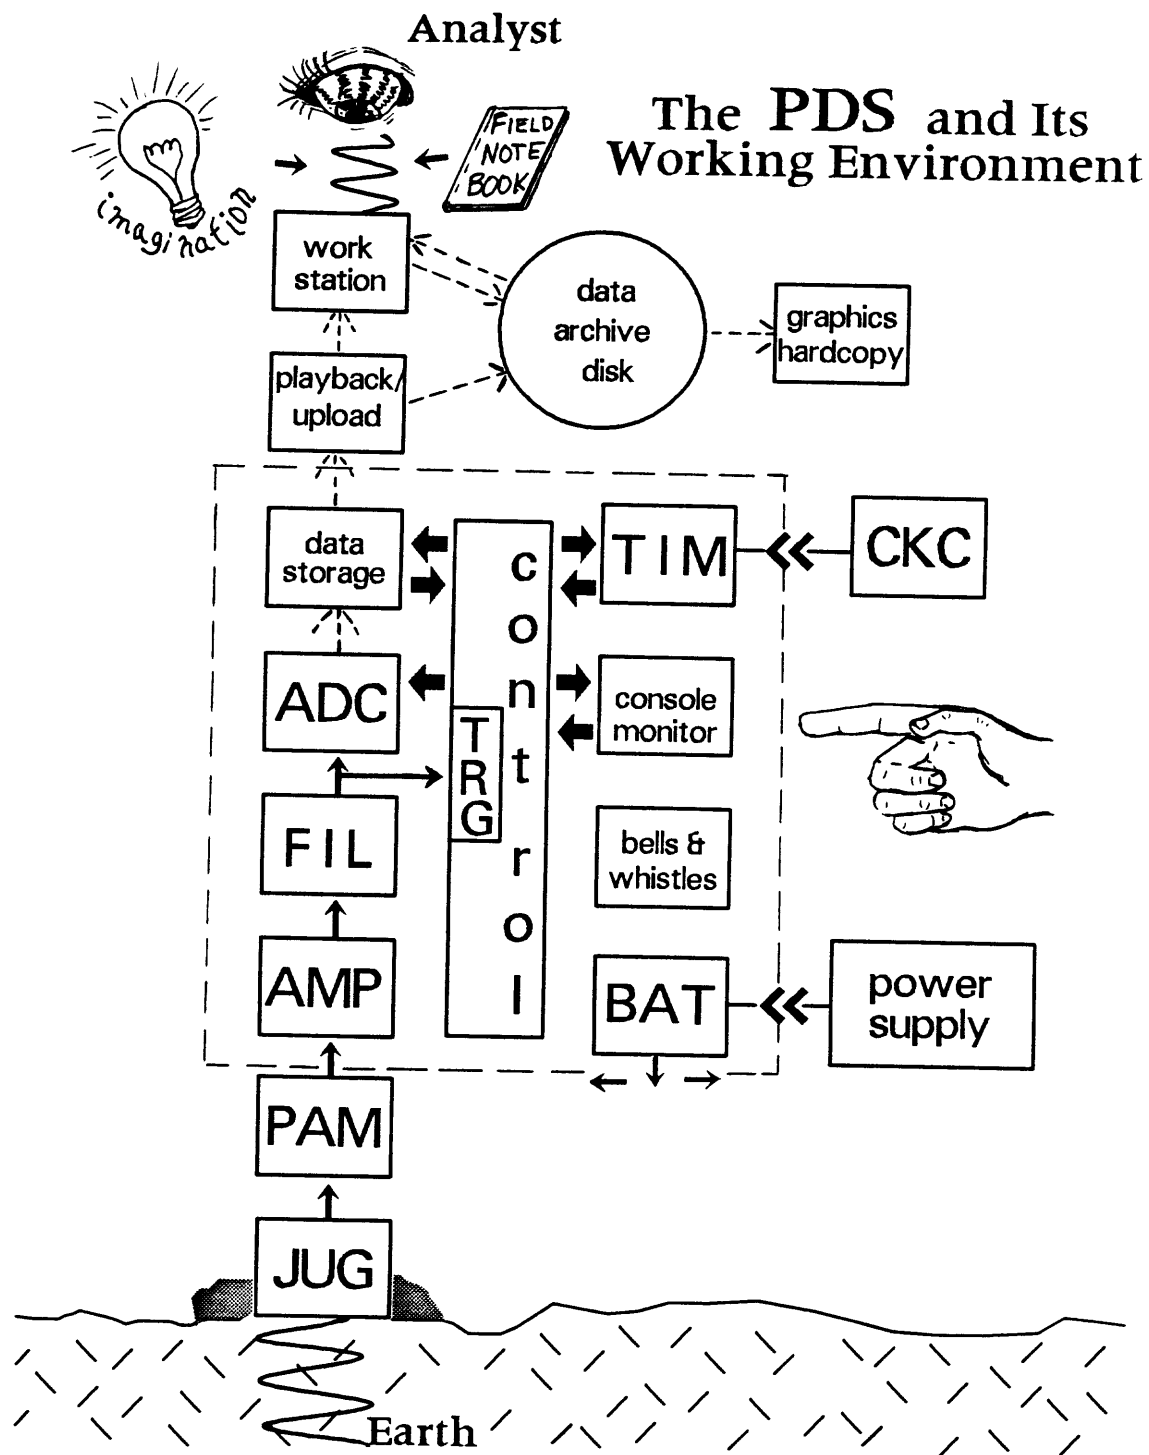 Analyst
The PDS and Its
Working Environment
FIELD
NOTE
BOOK
imagination
work
station
data
archive
disk
graphics
hardcopy
playback/
upload
data
storage
control
TIM
CKC
ADC
console
monitor
TRG
FIL
bells &
whistles
AMP
BAT
power
supply
PAM
JUG
Earth